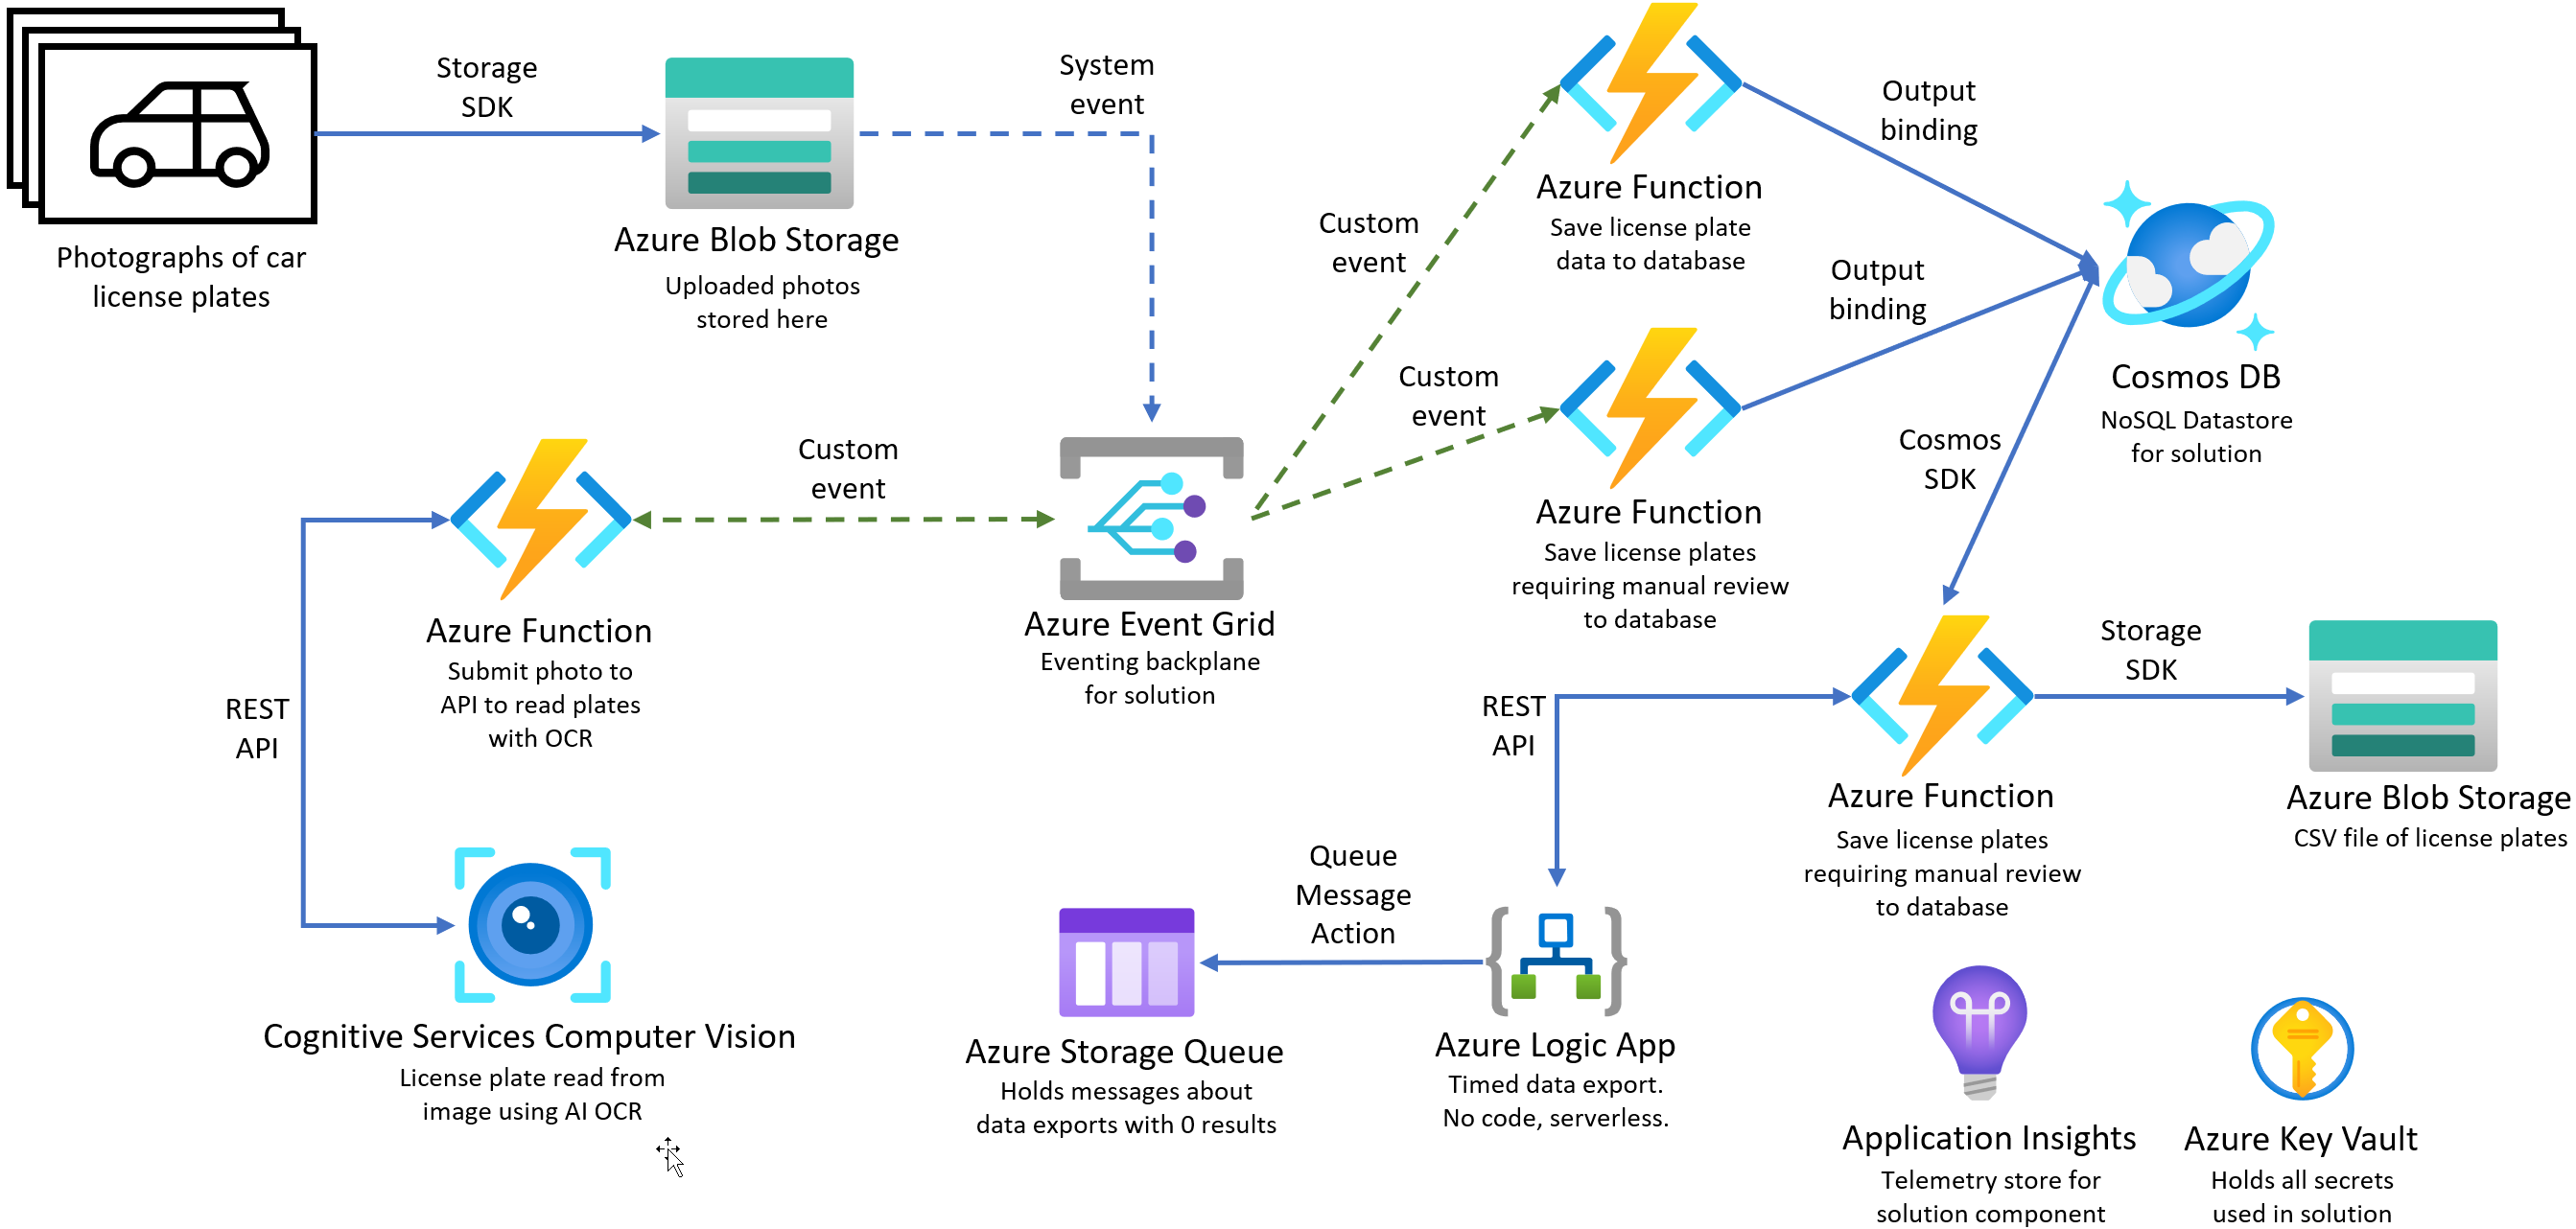 Photographs of car
license plates
Storage
SDK
Azure Blob Storage
Uploaded photos
stored here
System
event
Custom
event
Azure Function
Save license plate
data to database
Output
binding
Custom
event
Azure Function
Save license plates
requiring manual review
to database
Output
binding
Cosmos DB
NoSQL Datastore
for solution
Cosmos
SDK
Custom
event
Azure Function
Submit photo to
API to read plates
with OCR
Azure Event Grid
Eventing backplane
for solution
REST
API
Cognitive Services Computer Vision
License plate read from
image using AI OCR
REST
API
Azure Function
Save license plates
requiring manual review
to database
Storage
SDK
Azure Blob Storage
CSV file of license plates
Queue
Message
Action
Azure Storage Queue
Holds messages about
data exports with 0 results
Azure Logic App
Timed data export.
No code, serverless.
Application Insights
Telemetry store for
solution component
Azure Key Vault
Holds all secrets
used in solution